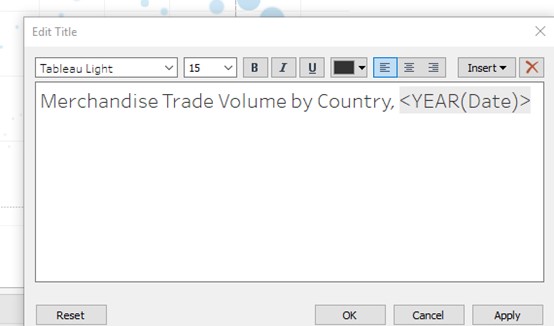 Edit Title
Tableau Light 15 B I U Insert
Merchandise Trade Volume by Country, <YEAR(Date)>
Reset OK Cancel Apply